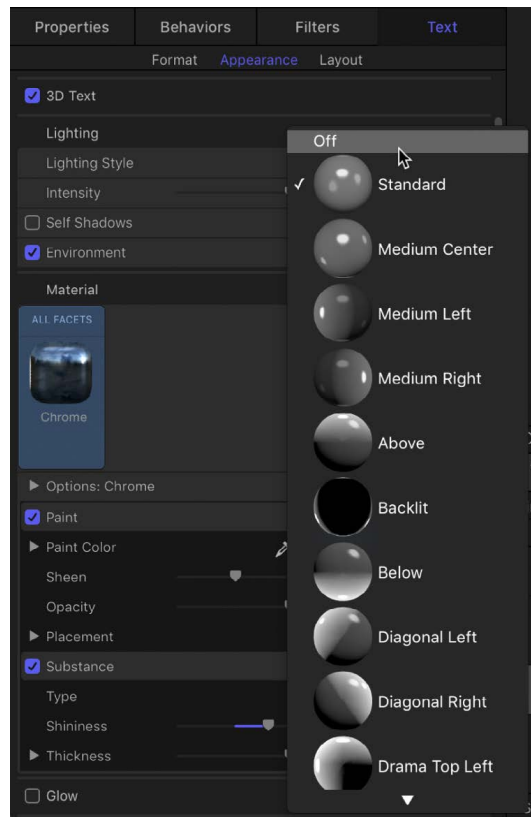 Properties Behaviors Filters Text
Format Appearance Layout
3D Text
Lighting
Lighting Style
Intensity
Self Shadows
Environment
Material
ALL FACETS
Chrome
Options: Chrome
Paint
Paint Color
Sheen
Opacity
Placement
Substance
Type
Shininess
Thickness
Glow
Off
Standard
Medium Center
Medium Left
Medium Right
Above
Backlit
Below
Diagonal Left
Diagonal Right
Drama Top Left